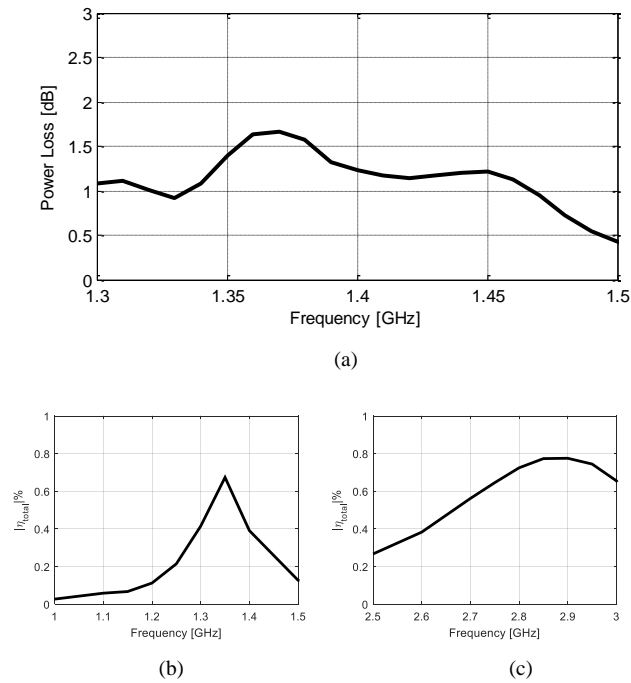 3
2.5
2
1.5
1
0.5
0
Power Loss [dB]
1.3 1.35 1.4 1.45 1.5
Frequency [GHz]
(a)
1
0.8
0.6
0.4
0.2
0
|η_total|%
1 1.1 1.2 1.3 1.4 1.5
Frequency [GHz]
(b)
1
0.8
0.6
0.4
0.2
0
|η_total|%
2.5 2.6 2.7 2.8 2.9 3
Frequency [GHz]
(c)